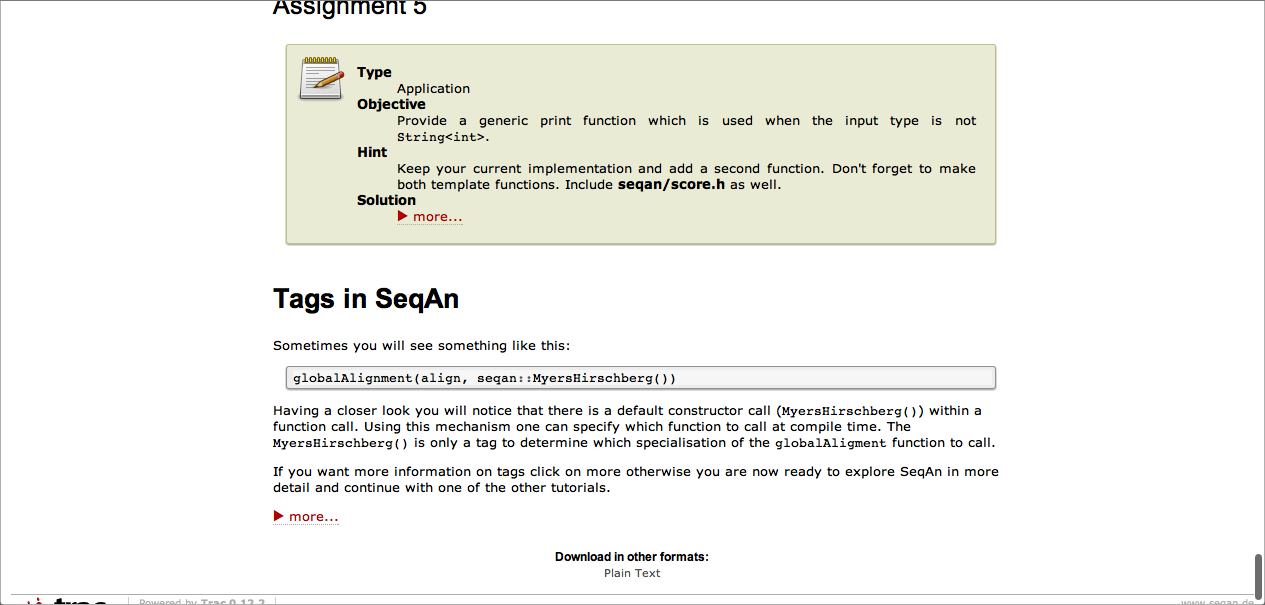 Assignment 5
Type
Application
Objective
Provide a generic print function which is used when the input type is not
String<int>.
Hint
Keep your current implementation and add a second function. Don't forget to make
both template functions. Include seqan/score.h as well.
Solution
more...
Tags in SeqAn
Sometimes you will see something like this:
globalAlignment(align, seqan::MyersHirschberg())
Having a closer look you will notice that there is a default constructor call (MyersHirschberg()) within a
function call. Using this mechanism one can specify which function to call at compile time. The
MyersHirschberg() is only a tag to determine which specialisation of the globalAligment function to call.
If you want more information on tags click on more otherwise you are now ready to explore SeqAn in more
detail and continue with one of the other tutorials.
more...
Download in other formats:
Plain Text
trac Powered by Trac 0.12.2 www.seqan.de